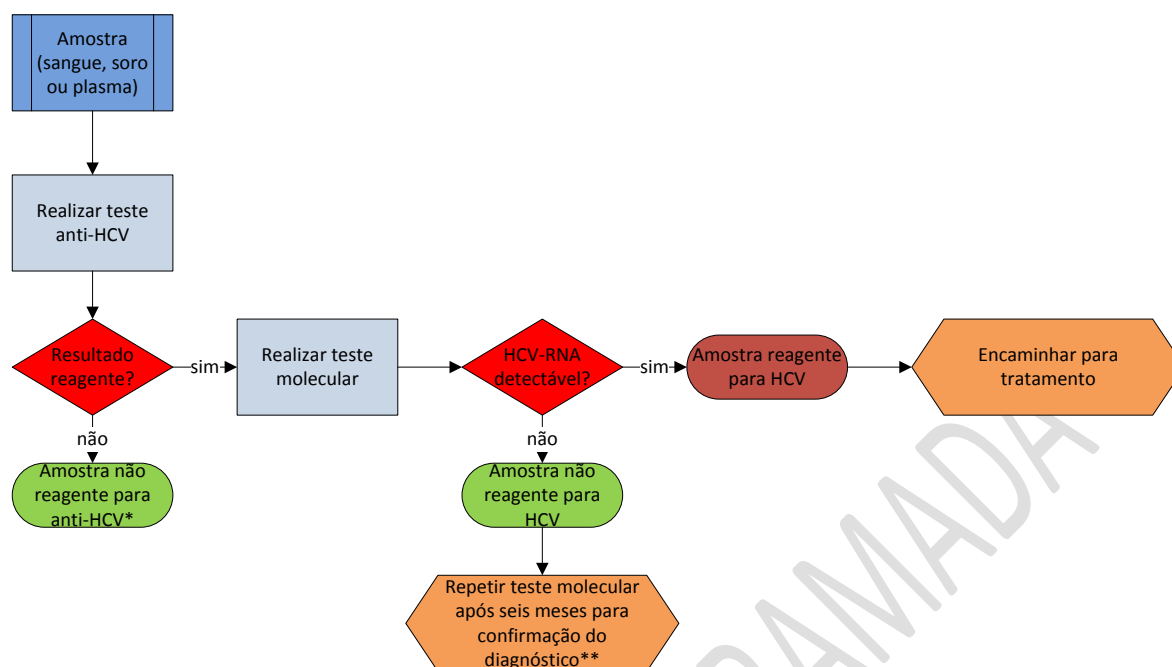 Amostra
(sangue, soro
ou plasma)
Realizar teste
anti-HCV
Resultado
reagente?
sim
Realizar teste
molecular
HCV-RNA
detectável?
sim
Amostra reagente
para HCV
Encaminhar para
tratamento
não
Amostra não
reagente para
anti-HCV*
não
Amostra não
reagente para
HCV
Repetir teste molecular
após seis meses para
confirmação do
diagnóstico**
RAMADA